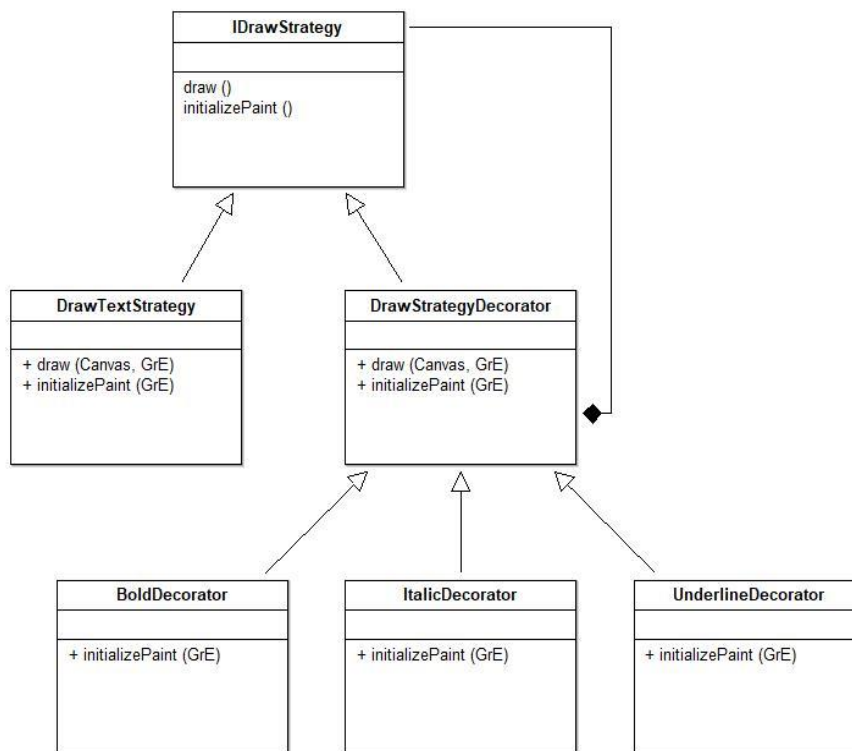 IDrawStrategy
draw ()
initializePaint ()
DrawTextStrategy
+ draw (Canvas, GrE)
+ initializePaint (GrE)
DrawStrategyDecorator
+ draw (Canvas, GrE)
+ initializePaint (GrE)
BoldDecorator
+ initializePaint (GrE)
ItalicDecorator
+ initializePaint (GrE)
UnderlineDecorator
+ initializePaint (GrE)